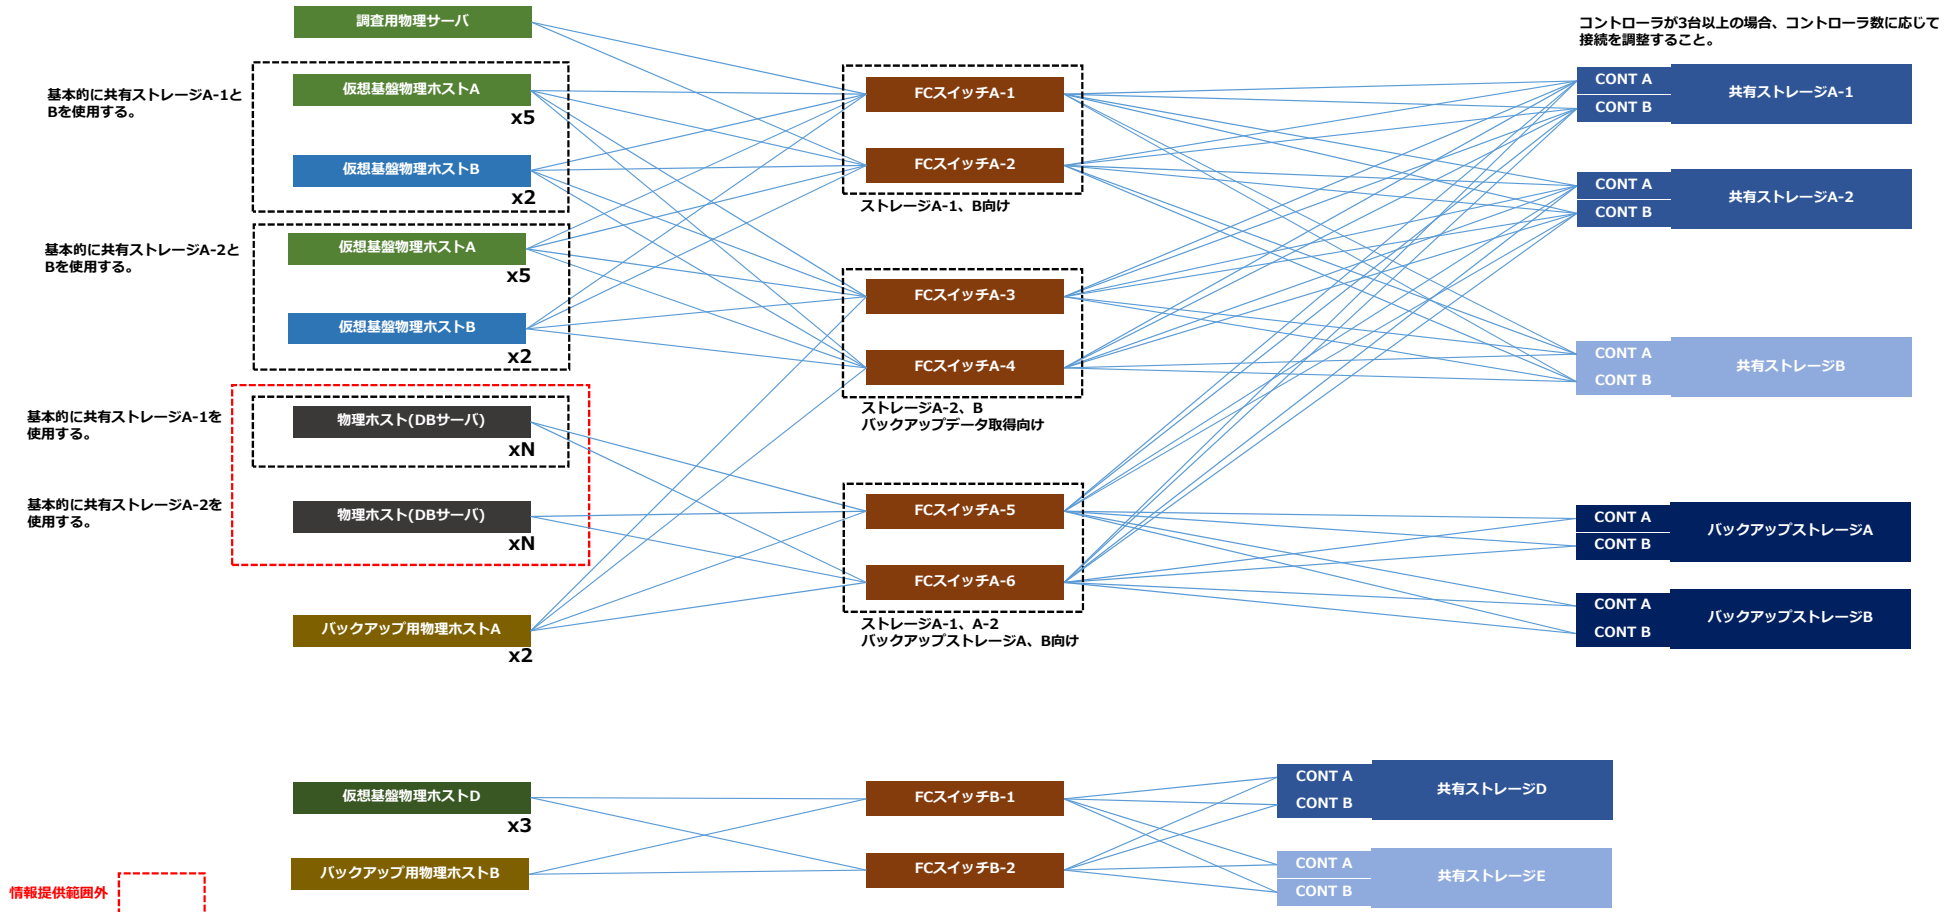 調査用物理サーバ
コントローラが3台以上の場合、コントローラ数に応じて
接続を調整すること。
基本的に共有ストレージA-1と
Bを使用する。
仮想基盤物理ホストA
x5
仮想基盤物理ホストB
x2
FCスイッチA-1
FCスイッチA-2
ストレージA-1、B向け
CONT A
CONT B
共有ストレージA-1
CONT A
CONT B
共有ストレージA-2
基本的に共有ストレージA-2と
Bを使用する。
仮想基盤物理ホストA
x5
仮想基盤物理ホストB
x2
FCスイッチA-3
FCスイッチA-4
ストレージA-2、B
バックアップデータ取得向け
CONT A
CONT B
共有ストレージB
基本的に共有ストレージA-1を
使用する。
物理ホスト(DBサーバ)
xN
基本的に共有ストレージA-2を
使用する。
物理ホスト(DBサーバ)
xN
FCスイッチA-5
FCスイッチA-6
ストレージA-1、A-2
バックアップストレージA、B向け
CONT A
CONT B
バックアップストレージA
CONT A
CONT B
バックアップストレージB
バックアップ用物理ホストA
x2
仮想基盤物理ホストD
x3
バックアップ用物理ホストB
FCスイッチB-1
FCスイッチB-2
CONT A
CONT B
共有ストレージD
CONT A
CONT B
共有ストレージE
情報提供範囲外